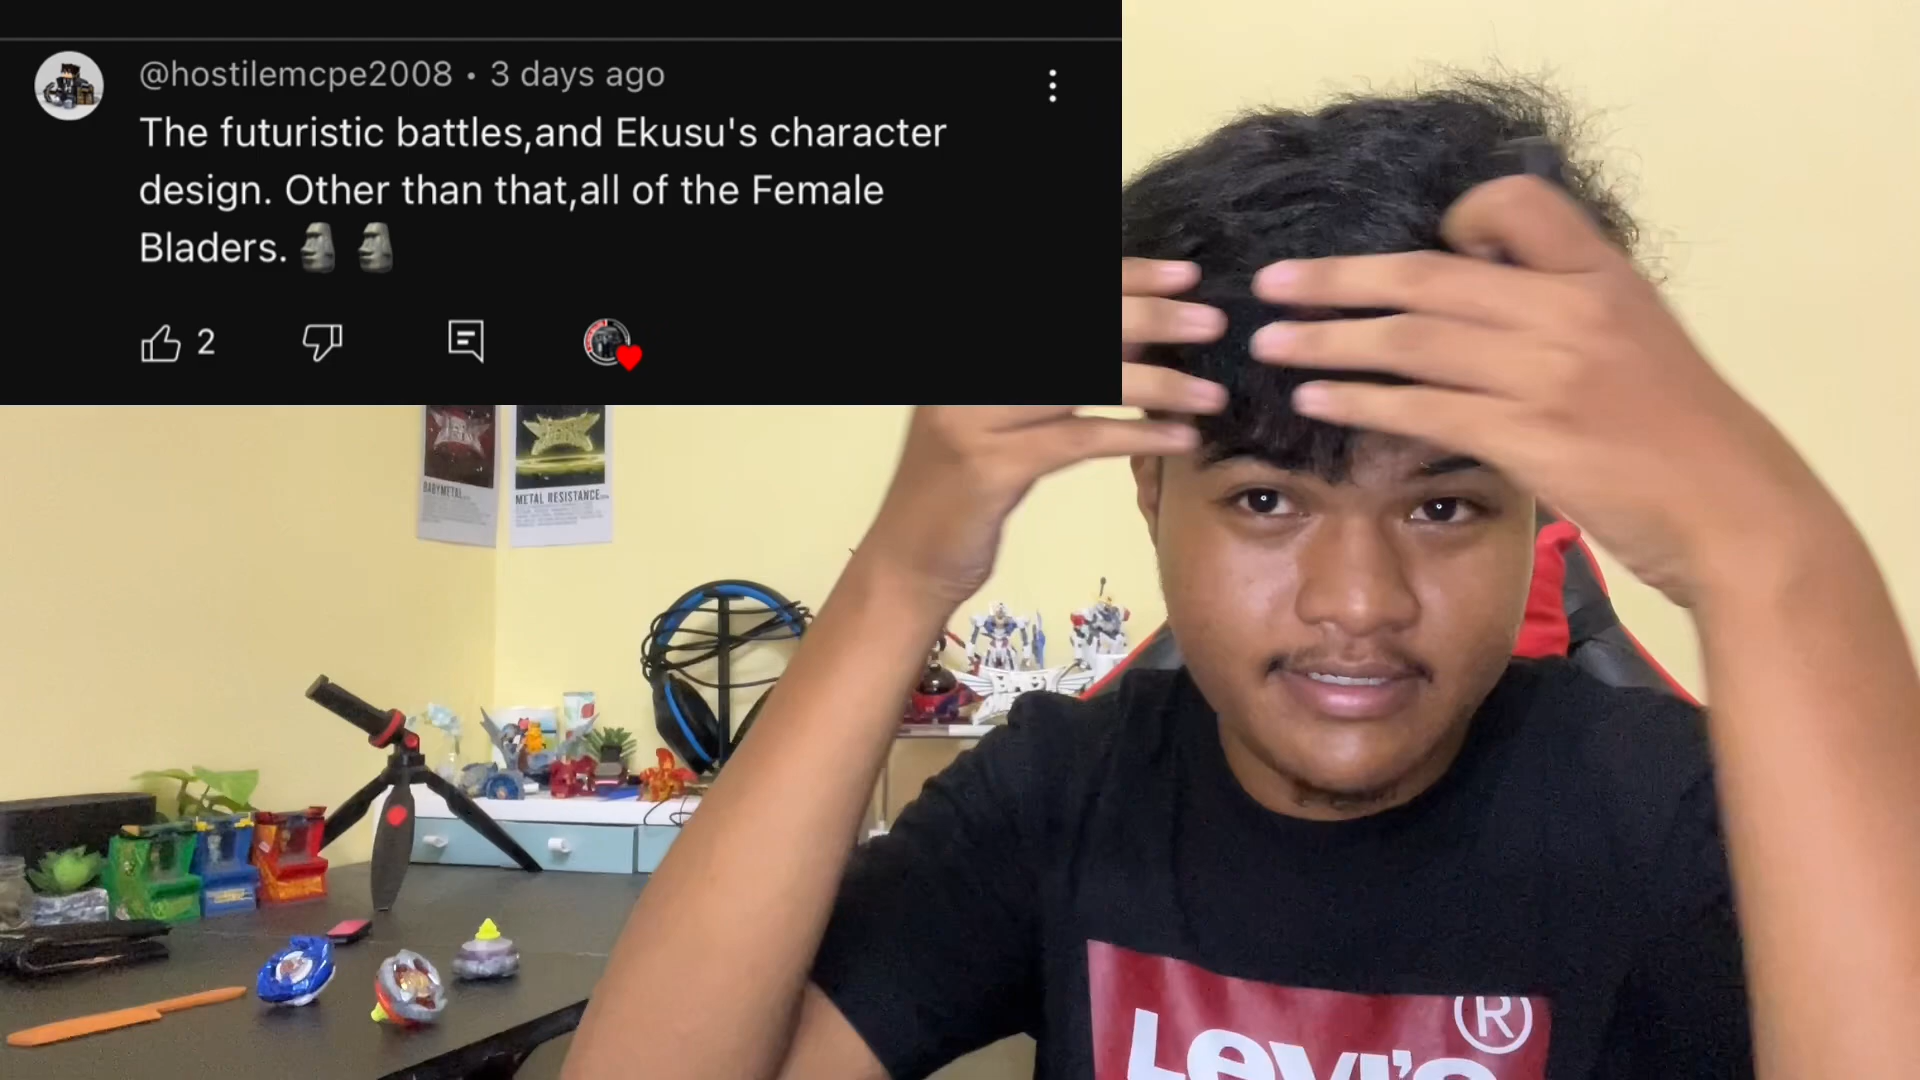 @hostilemcpe2008 • 3 days ago
The futuristic battles,and Ekusu's character
design. Other than that,all of the Female
Bladers. 🗿 🗿
2
BABYMETAL
METAL RESISTANCE
Levi's
®